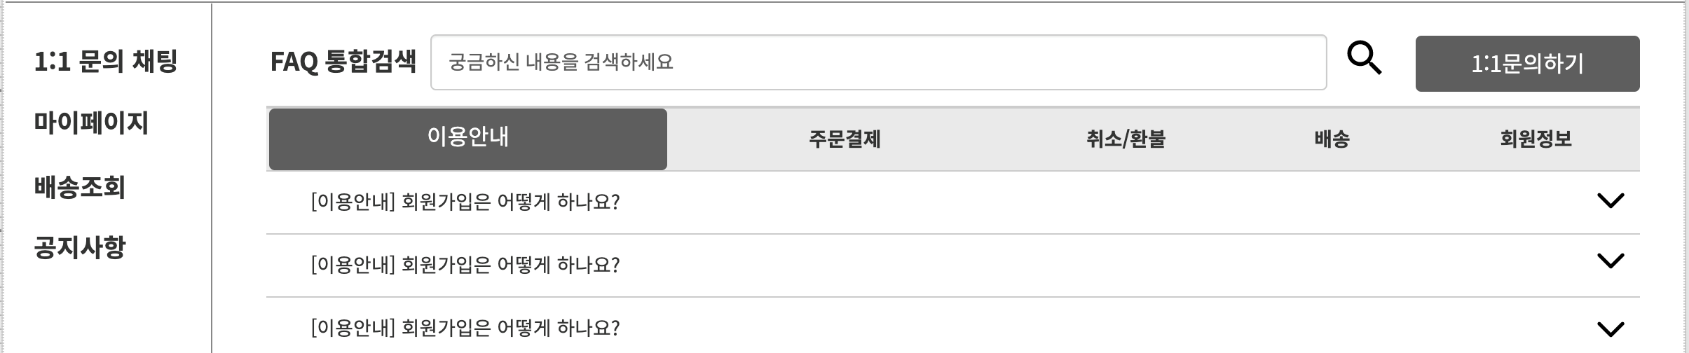 1:1 문의 채팅
마이페이지
배송조회
공지사항
FAQ 통합검색
궁금하신 내용을 검색하세요
1:1문의하기
이용안내 주문결제 취소/환불 배송 회원정보
[이용안내] 회원가입은 어떻게 하나요?
[이용안내] 회원가입은 어떻게 하나요?
[이용안내] 회원가입은 어떻게 하나요?